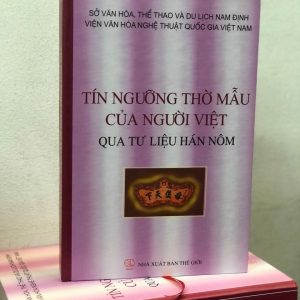 SỞ VĂN HÓA, THỂ THAO VÀ DU LỊCH NAM ĐỊNH
VIỆN VĂN HÓA NGHỆ THUẬT QUỐC GIA VIỆT NAM
TÍN NGƯỠNG THỜ MẪU
CỦA NGƯỜI VIỆT
QUA TƯ LIỆU HÁN NÔM
NHÀ XUẤT BẢN THẾ GIỚI